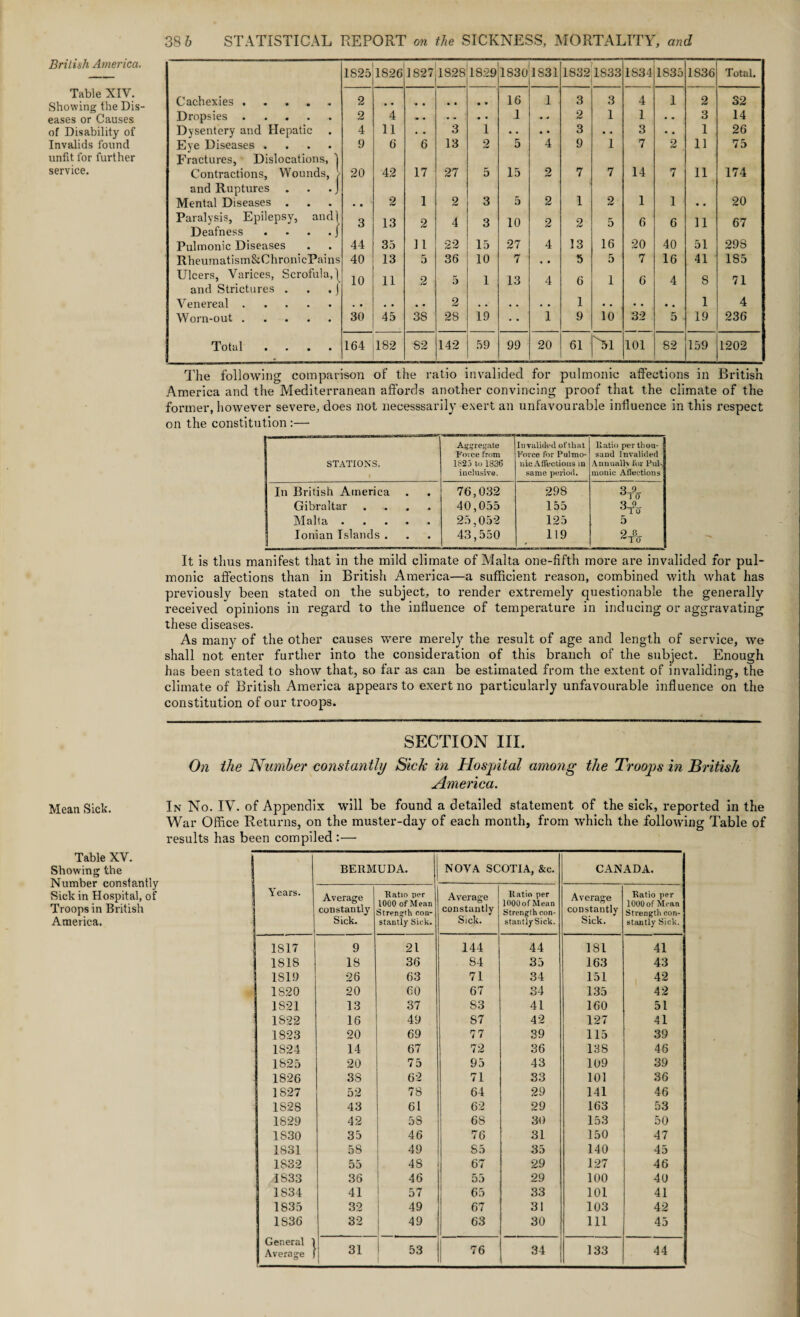 38 b STATISTICAL REPORT on the SICKNESS, MORTALITY, and
British America.
Table XIV.
Showing the Dis-
eases or Causes
of Disability of
Invalids found
unfit for further
service.
1825 1826 1827 1828 1829 1830 1831 1832 1833 1834 1835 1836 Total.
Cachexies . . . . . 2 .. .. .. .. 16 1 3 3 4 1 2 32
Dropsies . . . . . 2 4 .. .. .. 1 .. 2 1 1 .. 3 14
Dysentery and Hepatic . 4 11 .. 3 1 .. .. 3 .. 3 .. 1 26
Eye Diseases . . . . 9 6 6 13 2 5 4 9 1 7 2 11 75
Fractures, Dislocations, }
Contractions, Wounds, } 20 42 17 27 5 15 2 7 7 14 7 11 174
and Ruptures . . . }
Mental Diseases . . . .. 2 1 2 3 5 2 1 2 1 1 .. 20
Paralysis, Epilepsy, and }
Deafness . . . . } 3 13 2 4 3 10 2 2 5 6 6 11 67
Pulmonic Diseases . . 44 35 11 22 15 27 4 13 16 20 40 51 298
Rheumatism&ChronicPains 40 13 5 36 10 7 .. 5 5 7 16 41 185
Ulcers, Varices, Scrofula, }
and Strictures . . . } 10 11 2 5 1 13 4 6 1 6 4 8 71
Venereal . . . . . .. .. .. 2 .. .. .. 1 .. .. .. 1 4
Worn-out . . . . . 30 45 38 28 19 .. 1 9 10 32 5 19 236
Total . . . . 164 182 82 142 59 99 20 61 51 101 82 159 1202
The following comparison of the ratio invalided for pulmonic affections in British
America and the Mediterranean affords another convincing proof that the climate of the
former, however severe, does not necesssarily exert an unfavourable influence in this respect
on the constitution :—
STATIONS. Aggregate Force from 1825 to 1836 inclusive. Invalided of that Force for Pulmo-nic Affections in same period. Ratio per thou-sand Invalided Annually for Pul-monic Affections
In British America . . 76,032 298 3 9/10
Gibraltar . . . . 40,055 155 3 9/10
Malta . . . . . 25,052 125 5
Ionian Islands . . . 43,550 119 2 8/10
It is thus manifest that in the mild climate of Malta one-fifth more are invalided for pul-
monic affections than in British America—a sufficient reason, combined with what has
previously been stated on the subject, to render extremely questionable the generally
received opinions in regard to the influence of temperature in inducing or aggravating
these diseases.
As many of the other causes were merely the result of age and length of service, we
shall not enter further into the consideration of this branch of the subject. Enough
has been stated to show that, so far as can be estimated from the extent of invaliding, the
climate of British America appears to exert no particularly unfavourable influence on the
constitution of our troops.
SECTION III.
On the Number constantly Sick in Hospital among the Troops in British
America.
Mean Sick.
In No. IV. of Appendix will be found a detailed statement of the sick, reported in the
War Office Returns, on the muster-day of each month, from which the following Table of
results has been compiled :—
Table XV.
Showing the
Number constantly
Sick in Hospital, of
Troops in British
America.
Years. BERMUDA. NOVA SCOTIA, &c. CANADA.
Average constantly Sick. Ratio per 1000 of Mean Strength con-stantly Sick. Average constantly Sick. Ratio per 1000 of Mean Strength con-stantly Sick. Average constantly Sick. Ratio per 1000 of Mean Strength con-stantly Sick.
1817 9 21 144 44 181 41
1818 18 36 84 35 163 43
1819 26 63 71 34 151 42
1820 20 60 67 34 135 42
1821 13 37 83 41 160 51
1822 16 49 87 42 127 41
1823 20 69 77 39 115 39
1824 14 67 72 36 138 46
1825 20 75 95 43 109 39
1826 38 62 71 33 101 36
1827 52 78 64 29 141 46
1828 43 61 62 29 163 53
1829 42 58 68 30 153 50
1830 35 46 76 31 150 47
1831 58 49 85 35 140 45
1832 55 48 67 29 127 46
1833 36 46 55 29 100 40
1834 41 57 65 33 101 41
1835 32 49 67 31 103 42
1836 32 49 63 30 111 45
General Average } 31 53 76 34 133 44